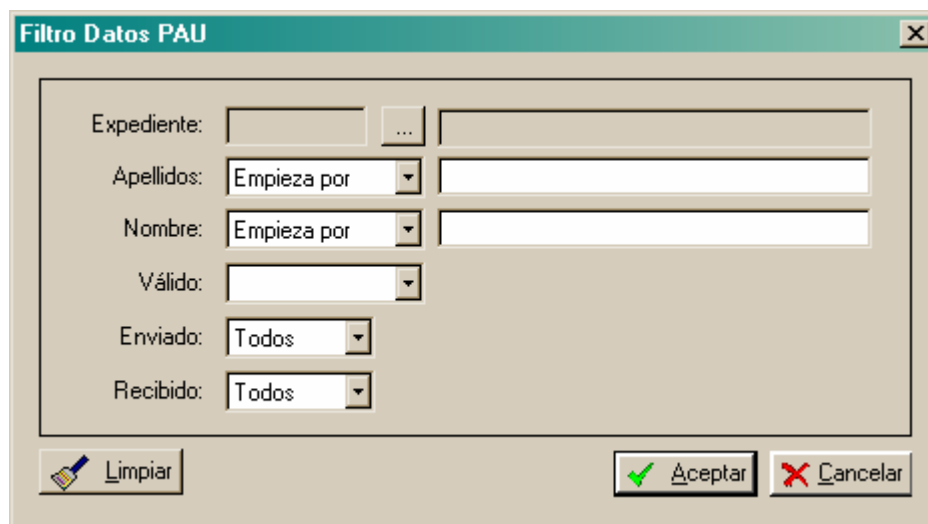 Filtro Datos PAU
Expediente: ...
Apellidos: Empieza por
Nombre: Empieza por
Válido:
Enviado: Todos
Recibido: Todos
Limpiar Aceptar Cancelar